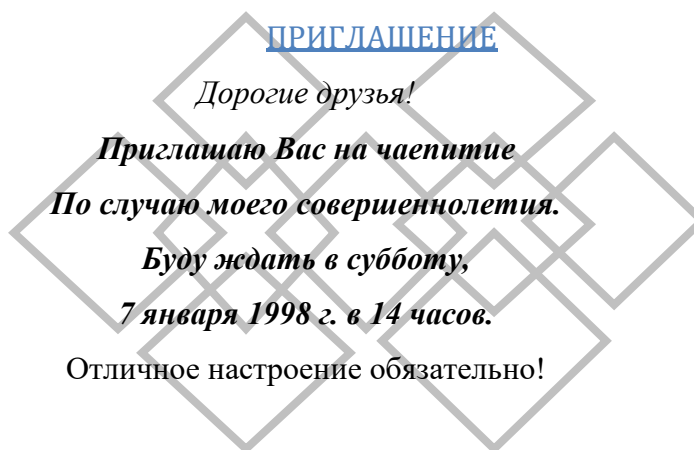 ПРИГЛАШЕНИЕ
Дорогие друзья!
Приглашаю Вас на чаепитие
По случаю моего совершеннолетия.
Буду ждать в субботу,
7 января 1998 г. в 14 часов.
Отличное настроение обязательно!